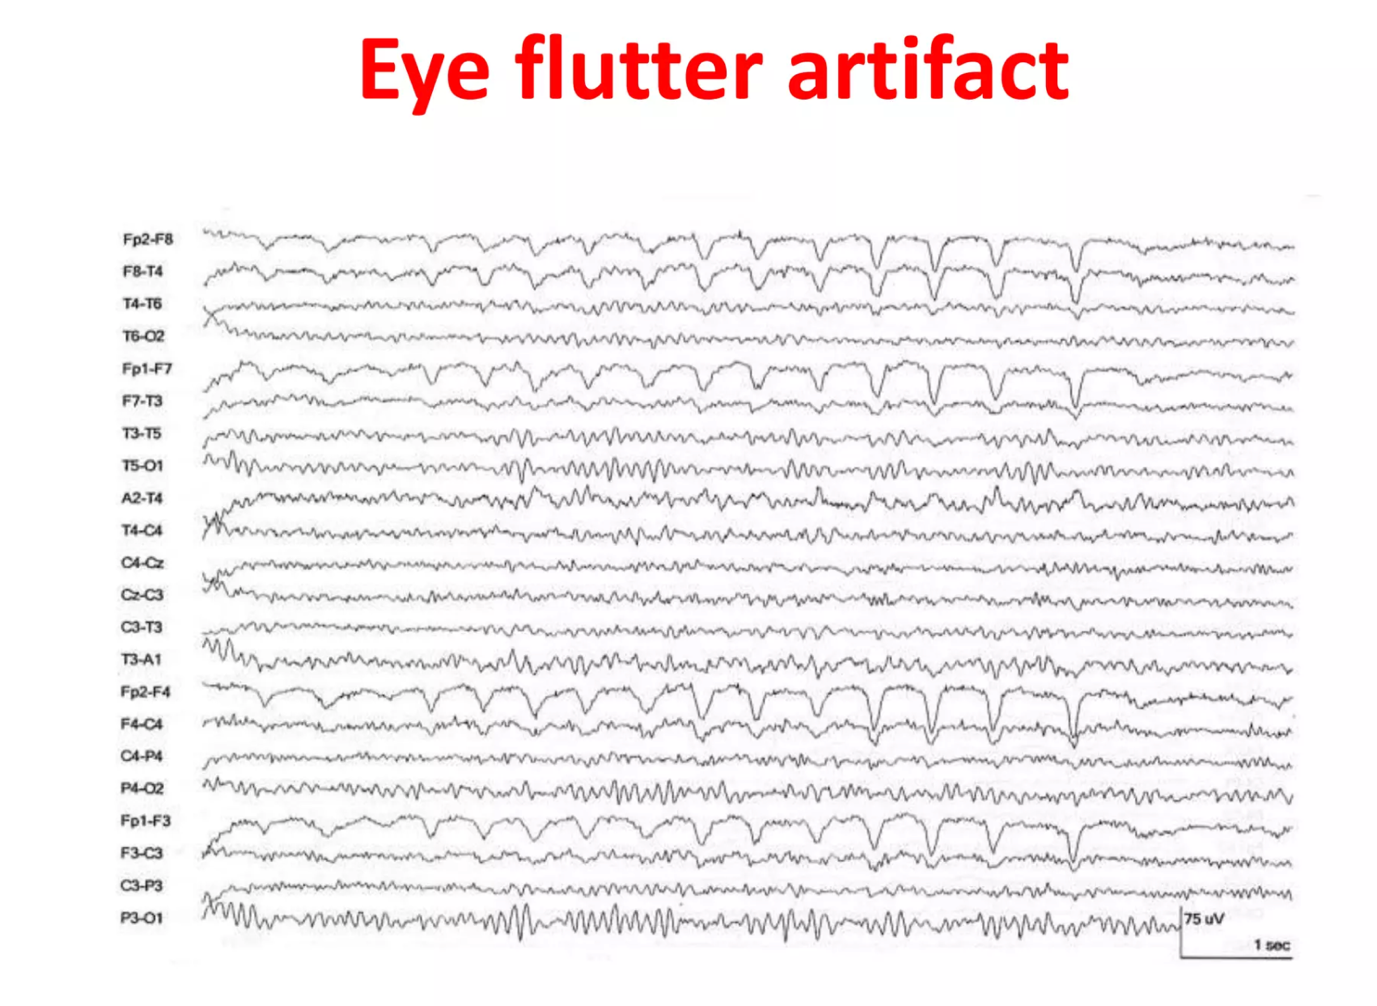 Eye flutter artifact
Fp2-F8
F8-T4
T4-T6
T6-O2
Fp1-F7
F7-T3
T3-T5
T5-O1
A2-T4
T4-C4
C4-Cz
Cz-C3
C3-T3
T3-A1
Fp2-F4
F4-C4
C4-P4
P4-O2
Fp1-F3
F3-C3
C3-P3
P3-O1
75 uV
1 sec